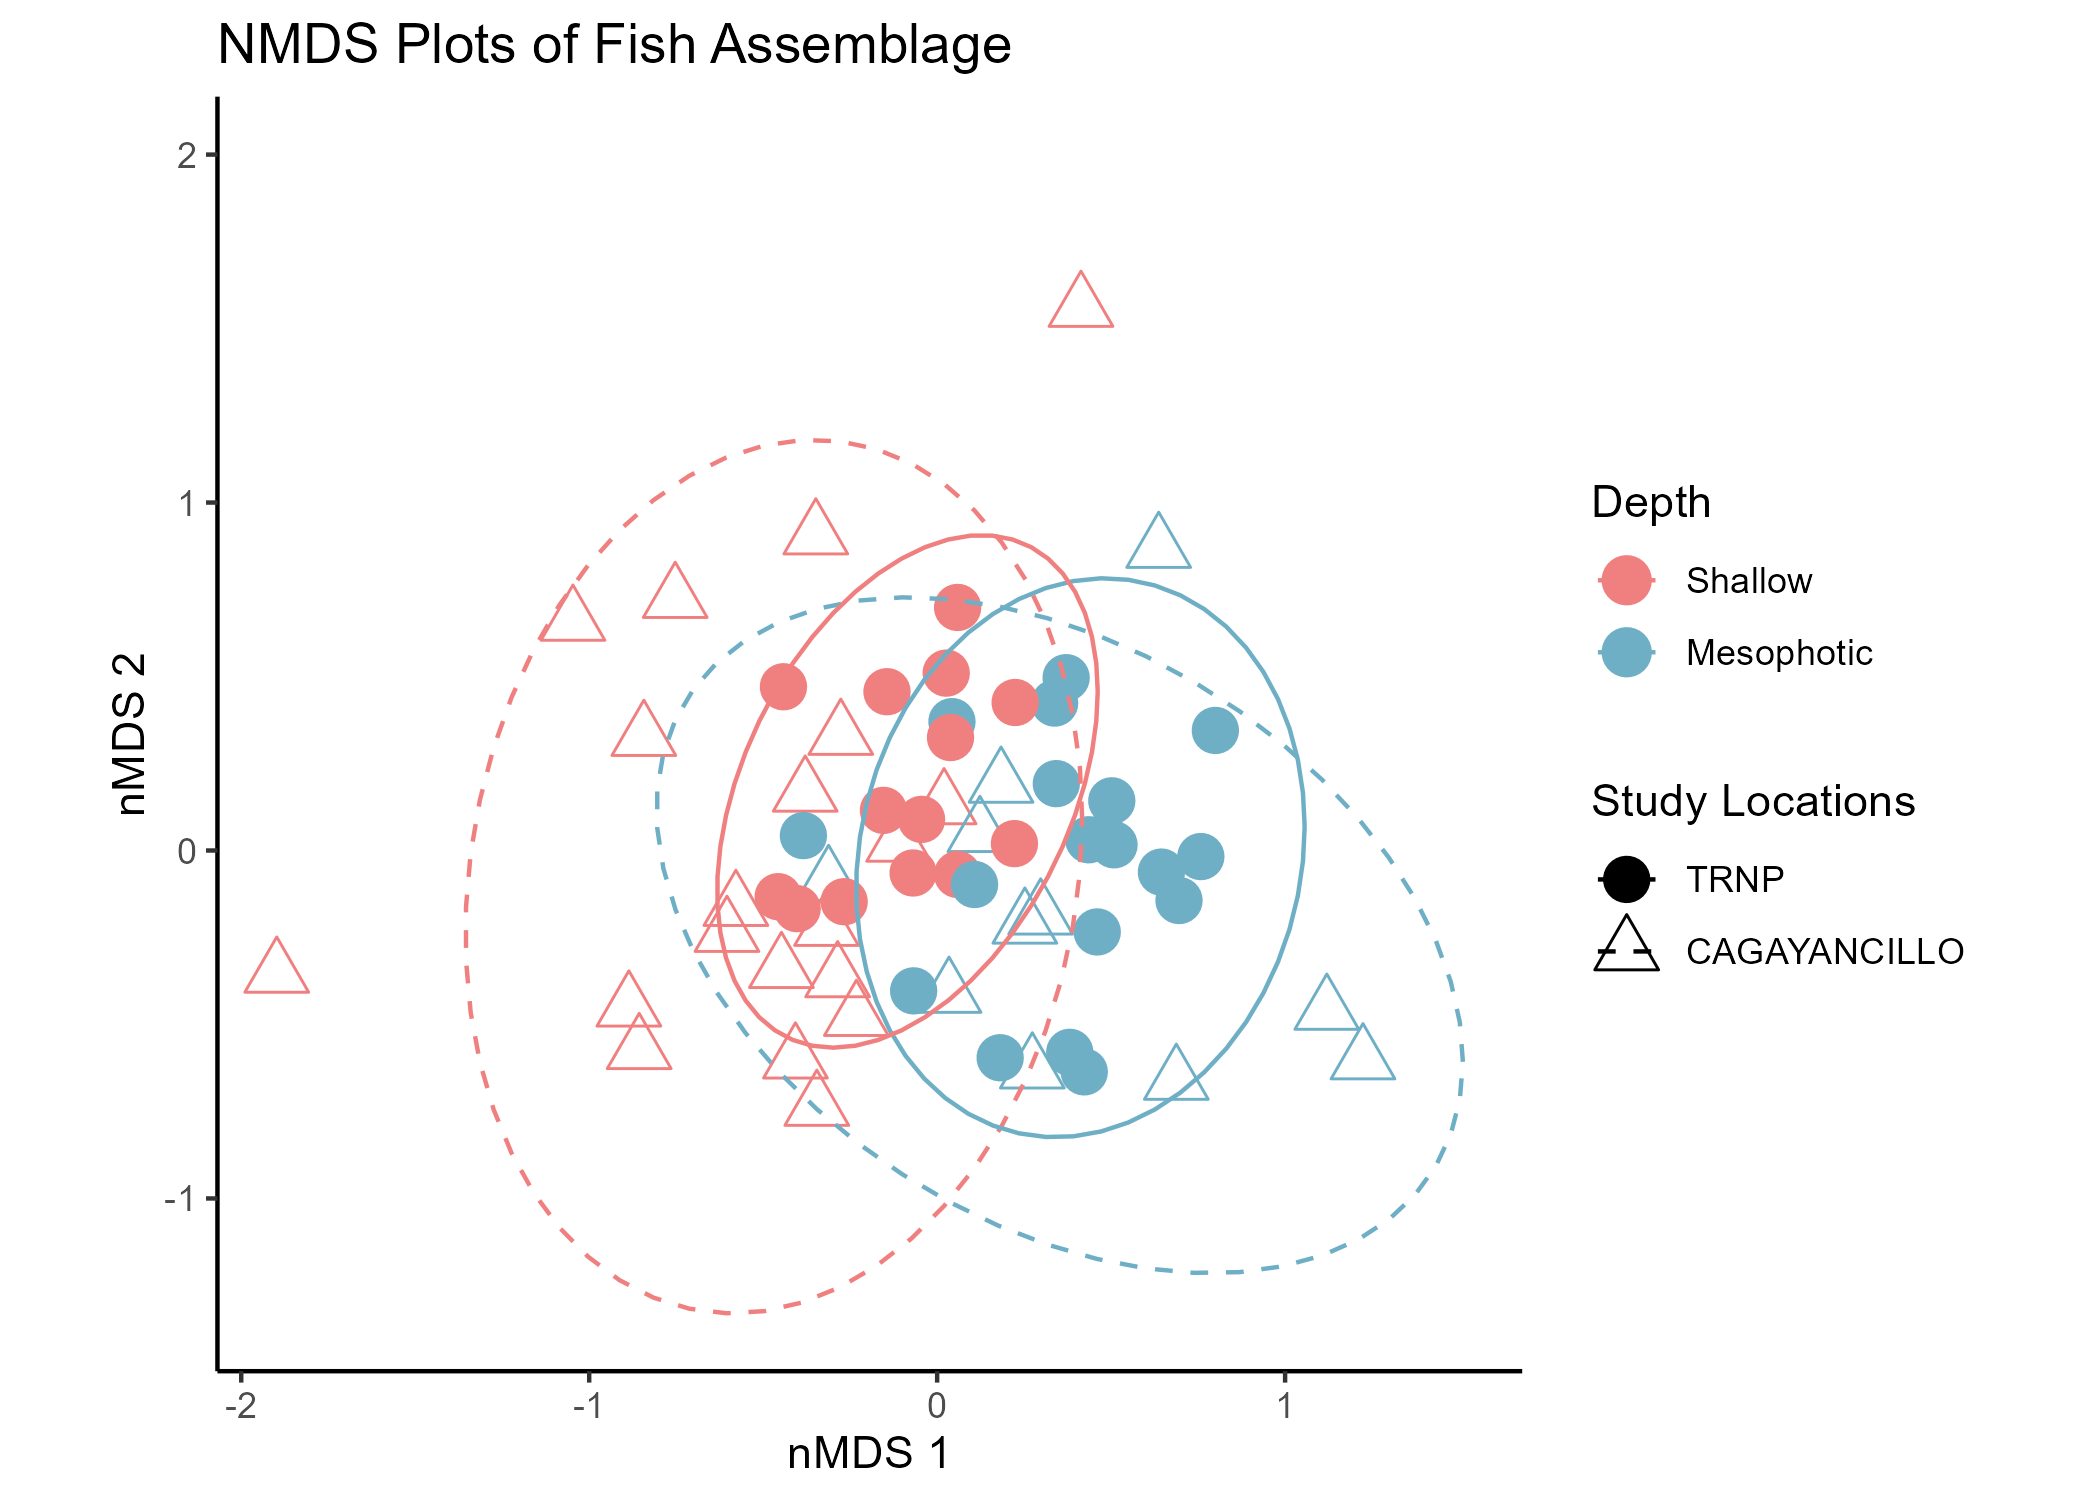 NMDS Plots of Fish Assemblage
2
1
0
-1
nMDS 2
-2
-1
0
1
nMDS 1
Depth
Shallow
Mesophotic
Study Locations
TRNP
CAGAYANCILLO